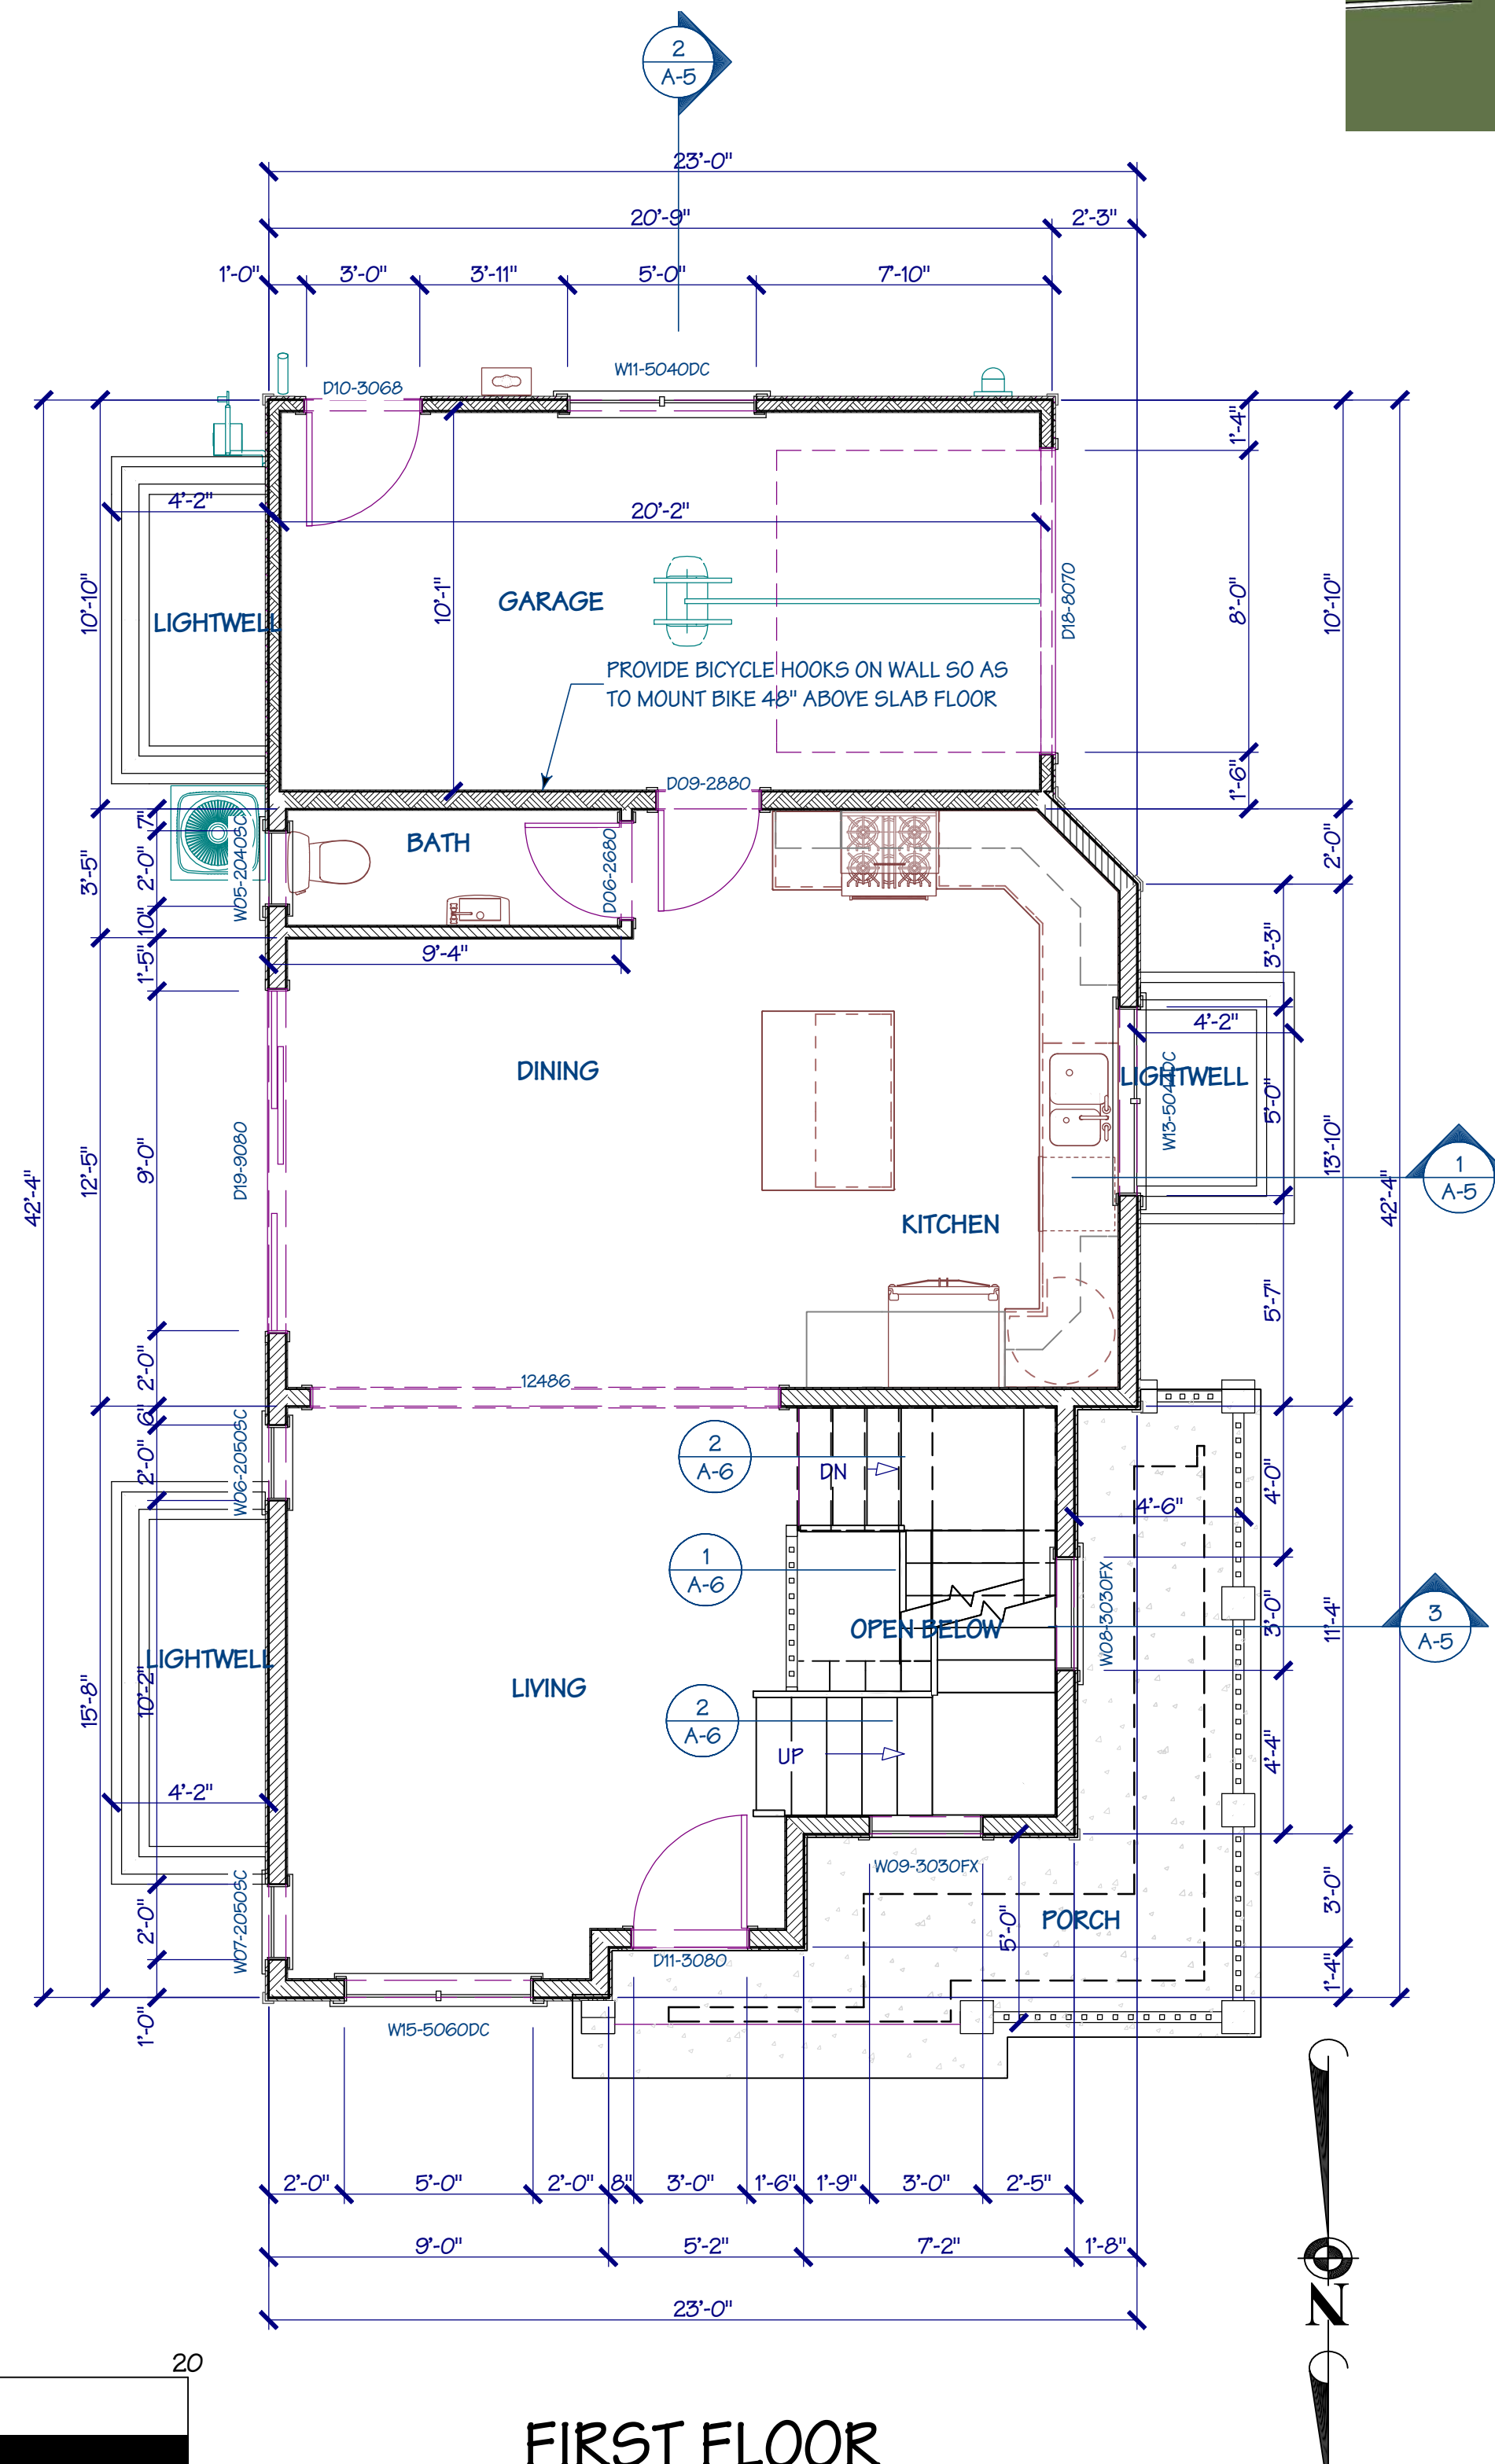 2
A-5
23'-0"
20'-9"
2'-3"
1'-0"
3'-0"
3'-11"
5'-0"
7'-10"
D10-3068
W11-5040DC
1'-4"
4'-2"
20'-2"
10'-10"
10'-1"
GARAGE
D18-8070
8'-0"
10'-10"
LIGHTWELL
PROVIDE BICYCLE HOOKS ON WALL SO AS
TO MOUNT BIKE 48" ABOVE SLAB FLOOR
D09-2880
1'-6"
7"
BATH
3'-5"
2'-0"
W05-2040SC
D06-2680
2'-0"
10"
1'-5"
9'-4"
3'-3"
4'-2"
DINING
LIGHTWELL
W13-5044DC
5'-0"
42'-4"
12'-5"
9'-0"
D19-9080
13'-10"
42'-4"
1
A-5
KITCHEN
5'-7"
2'-0"
12486
6"
2'-0"
W06-2050SC
2
A-6
DN
4'-0"
4'-6"
1
A-6
W08-3030FX
3'-0"
11'-4"
3
A-5
OPEN BELOW
LIGHTWELL
10'-2"
15'-8"
LIVING
2
A-6
UP
4'-4"
4'-2"
W09-3030FX
2'-0"
W07-2050SC
PORCH
5'-0"
3'-0"
D11-3080
1'-4"
1'-0"
W15-5060DC
2'-0"
5'-0"
2'-0"
8"
3'-0"
1'-6"
1'-9"
3'-0"
2'-5"
9'-0"
5'-2"
7'-2"
1'-8"
23'-0"
N
20
FIRST FLOOR